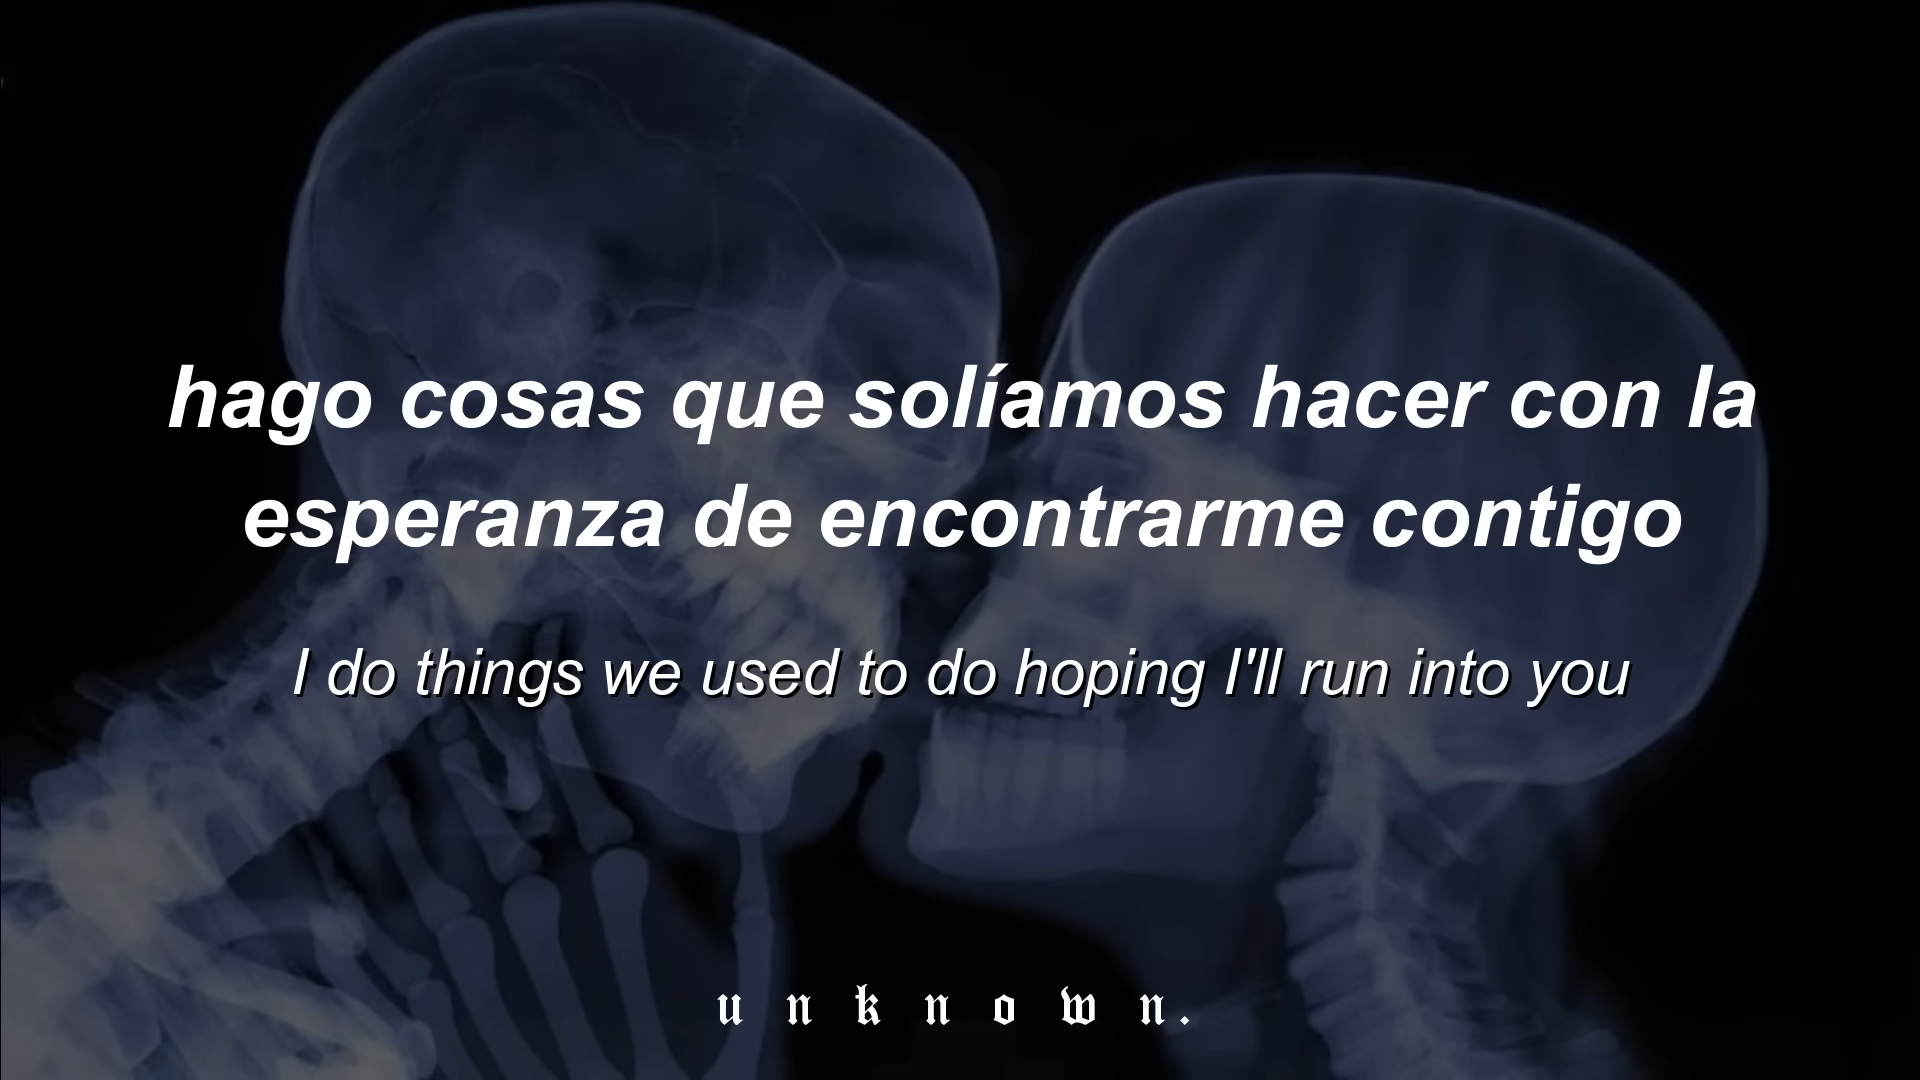 hago cosas que solíamos hacer con la
esperanza de encontrarme contigo
I do things we used to do hoping I'll run into you
u n k n o w n.